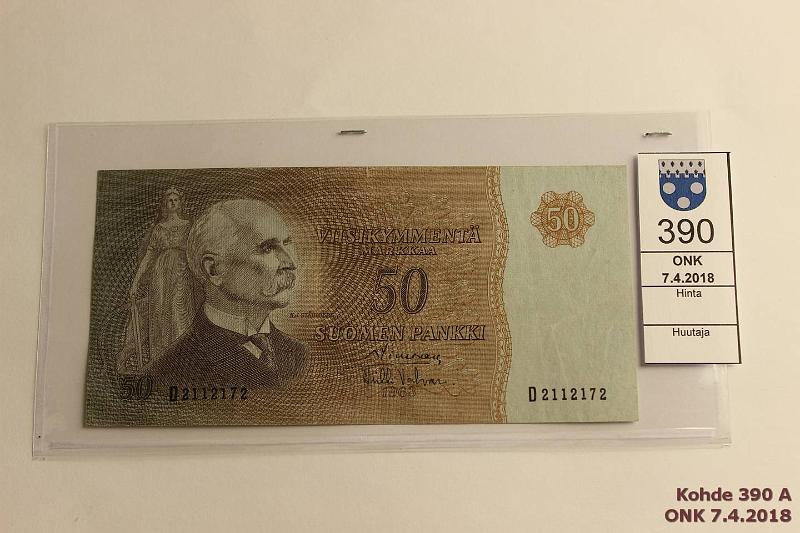 VIISIKYMMENTÄ
MARKKAA
50
SUOMEN PANKKI
1963
50
50
D2112172
D2112172
390
ONK
7.4.2018
Hinta
Huutaja
Kohde 390 A
ONK 7.4.2018